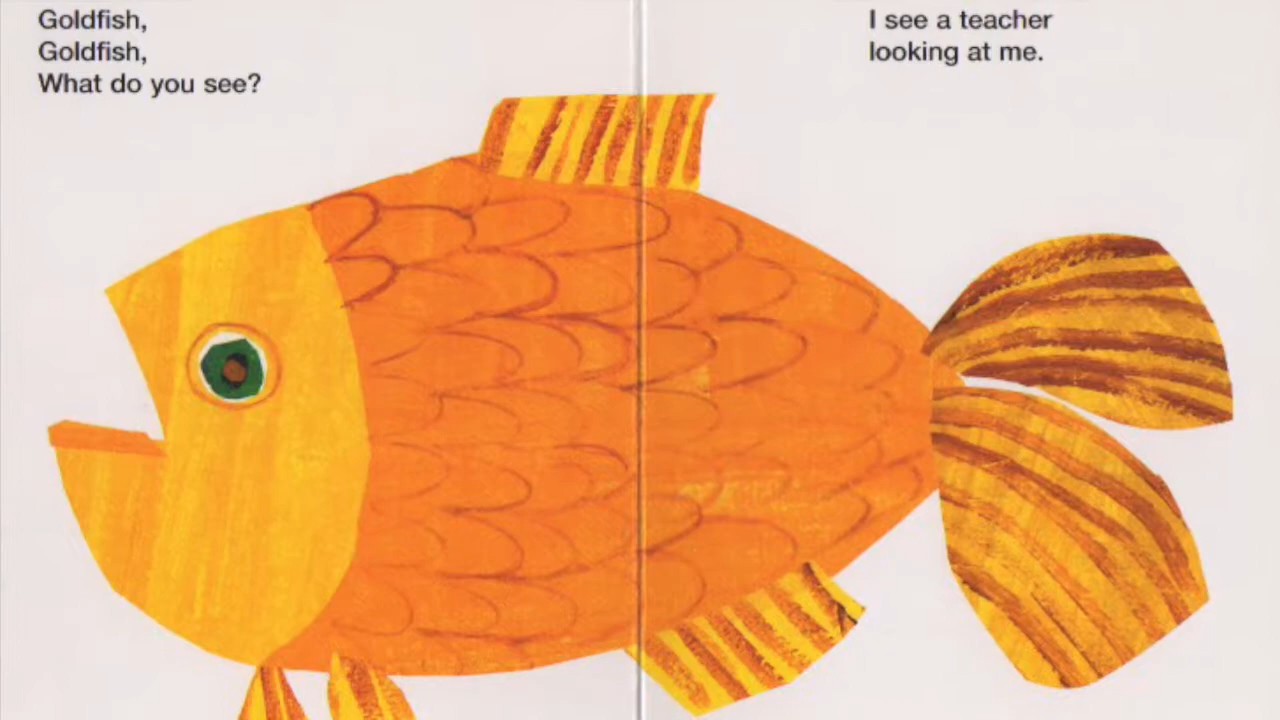 Goldfish,
Goldfish,
What do you see?
I see a teacher
looking at me.